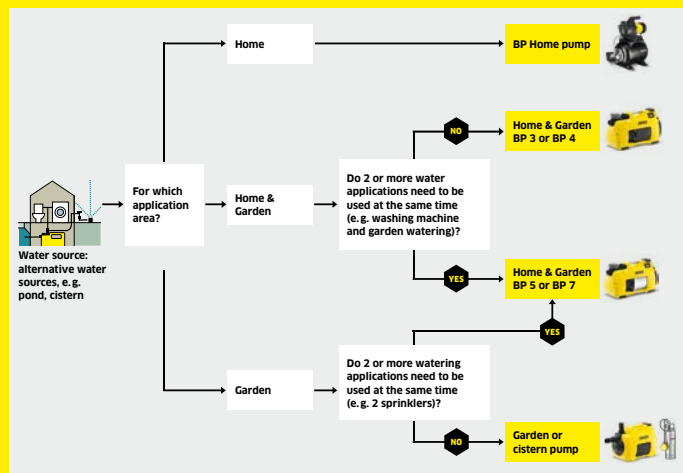 Home
BP Home pump
NO
Home & Garden
BP 3 or BP 4
For which
application
area?
Home &
Garden
Do 2 or more water
applications need to be
used at the same time
(e. g. washing machine
and garden watering)?
Water source:
alternative water
sources, e. g.
pond, cistern
YES
Home & Garden
BP 5 or BP 7
YES
Garden
Do 2 or more watering
applications need to be
used at the same time
(e. g. 2 sprinklers)?
NO
Garden or
cistern pump